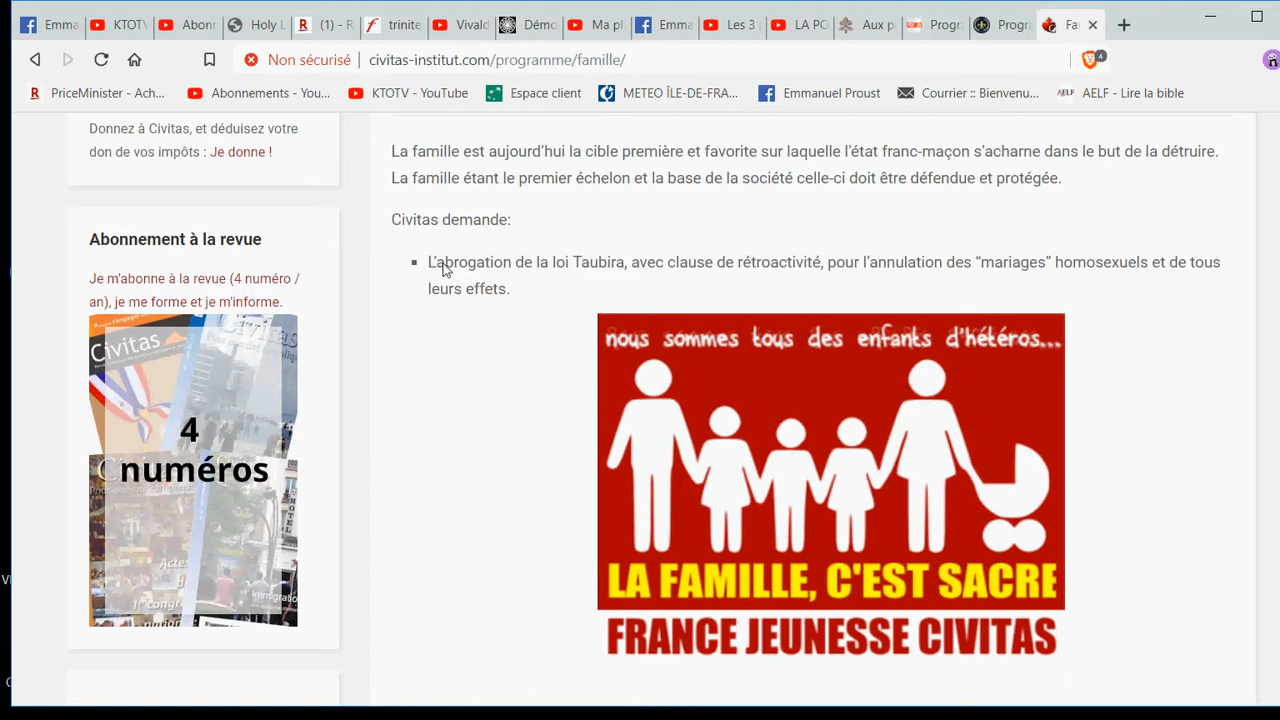 Emma
KTOTV
Abonn
Holy L
(1) - R
trinite
Vivald
Démo
Ma pl
Emma
Les 3
LA PO
Aux p
Progra
Progra
Fa
Non sécurisé
civitas-institut.com/programme/famille/
4
PriceMinister - Ach...
Abonnements - You...
KTOTV - YouTube
Espace client
METEO ÎLE-DE-FRA...
Emmanuel Proust
Courrier :: Bienvenu...
AELF
AELF - Lire la bible
Donnez à Civitas, et déduisez votre
don de vos impôts : Je donne !
Abonnement à la revue
Je m'abonne à la revue (4 numéro /
an), je me forme et je m'informe.
Civitas
4
numéros
La famille est aujourd’hui la cible première et favorite sur laquelle l’état franc-maçon s’acharne dans le but de la détruire.
La famille étant le premier échelon et la base de la société celle-ci doit être défendue et protégée.
Civitas demande:
L’abrogation de la loi Taubira, avec clause de rétroactivité, pour l’annulation des “mariages” homosexuels et de tous
leurs effets.
nous sommes tous des enfants d'hétéros...
LA FAMILLE, C'EST SACRE
FRANCE JEUNESSE CIVITAS